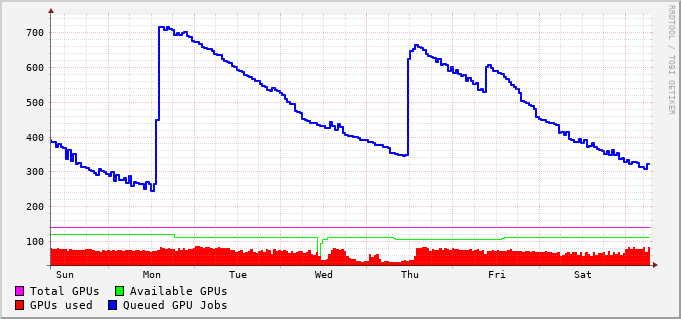 RRDTOOL / TOBI OETIKER
700
600
500
400
300
200
100
Sun Mon Tue Wed Thu Fri Sat
Total GPUs Available GPUs
GPUs used Queued GPU Jobs